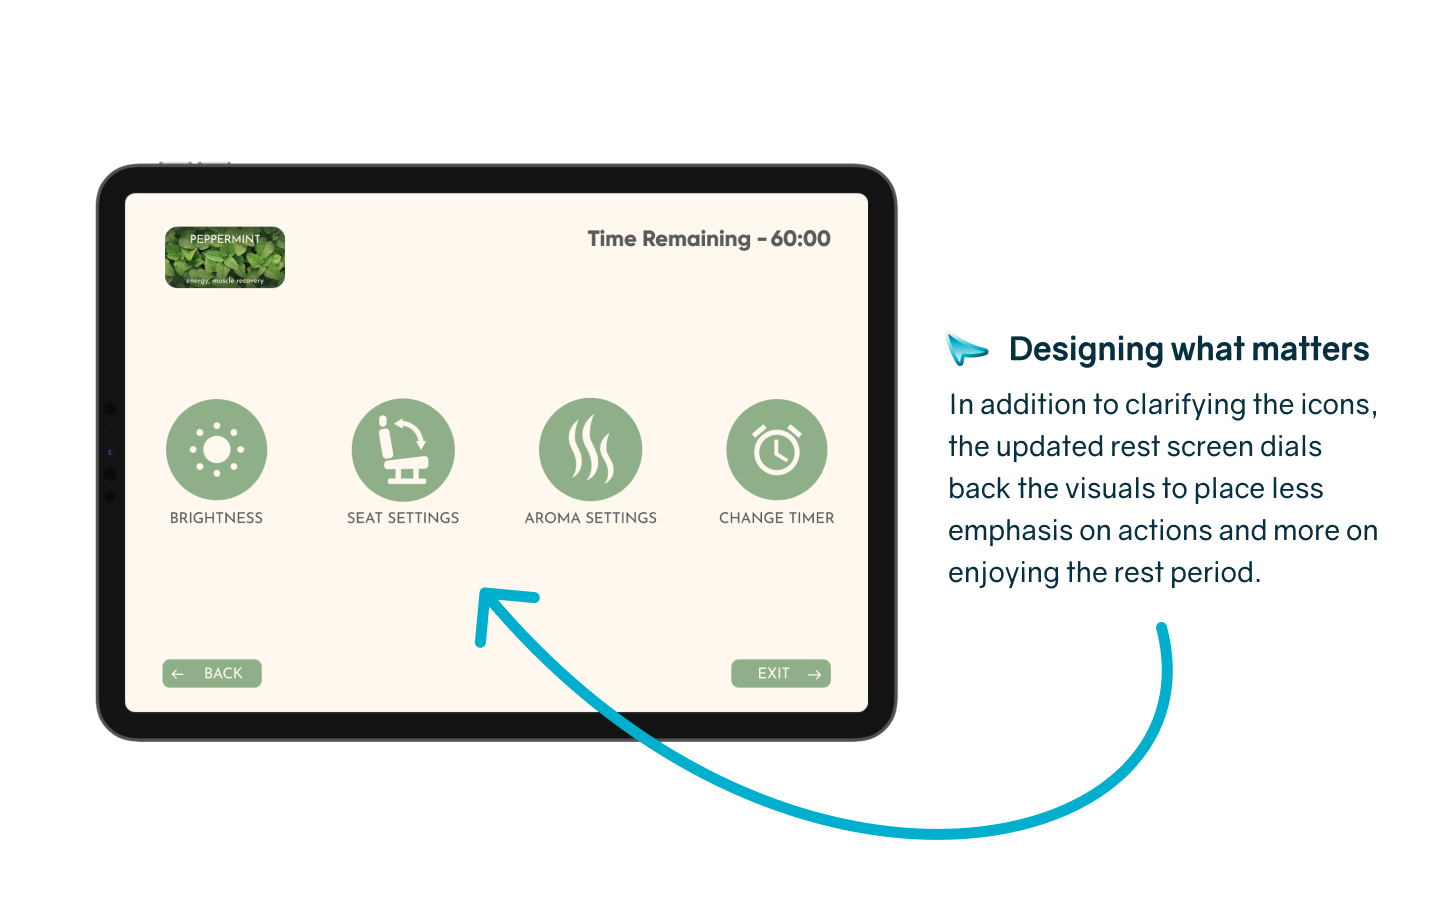 PEPPERMINT
energy, muscle recovery
Time Remaining - 60:00
BRIGHTNESS
SEAT SETTINGS
AROMA SETTINGS
CHANGE TIMER
← BACK
EXIT →
Designing what matters
In addition to clarifying the icons,
the updated rest screen dials
back the visuals to place less
emphasis on actions and more on
enjoying the rest period.